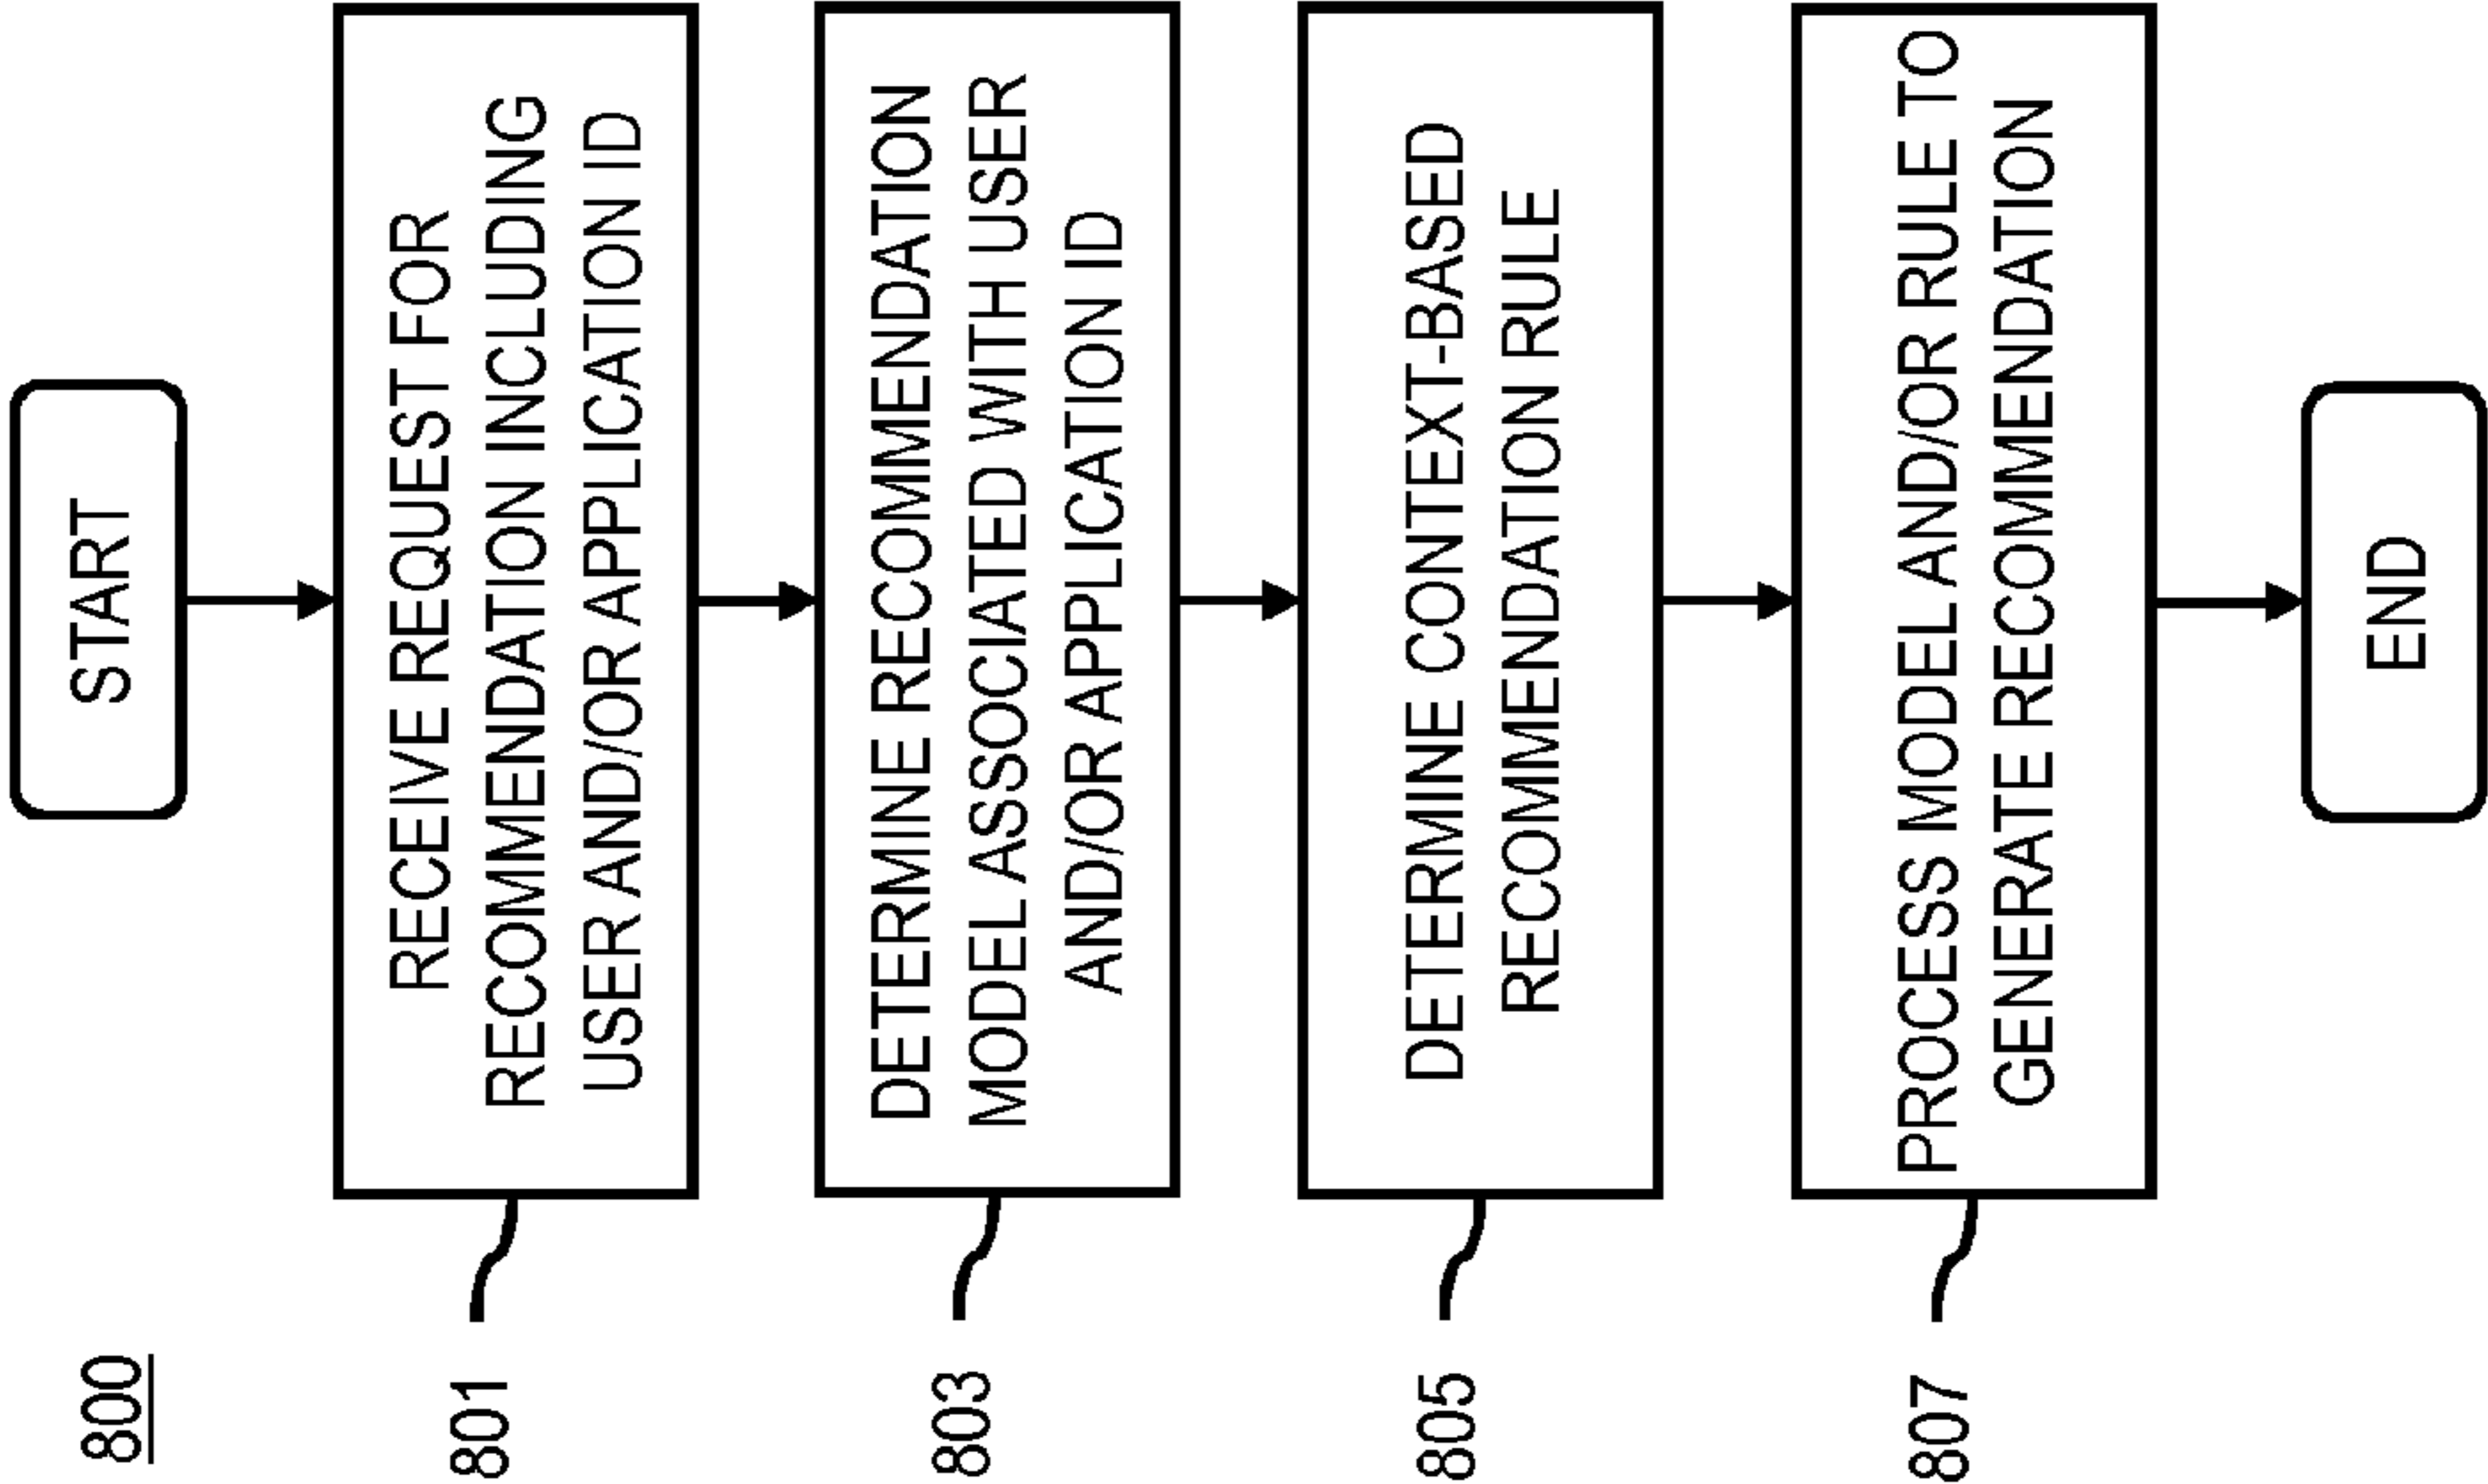 800
START
801
RECEIVE REQUEST FOR
RECOMMENDATION INCLUDING
USER AND/OR APPLICATION ID
803
DETERMINE RECOMMENDATION
MODEL ASSOCIATED WITH USER
AND/OR APPLICATION ID
805
DETERMINE CONTEXT-BASED
RECOMMENDATION RULE
807
PROCESS MODEL AND/OR RULE TO
GENERATE RECOMMENDATION
END